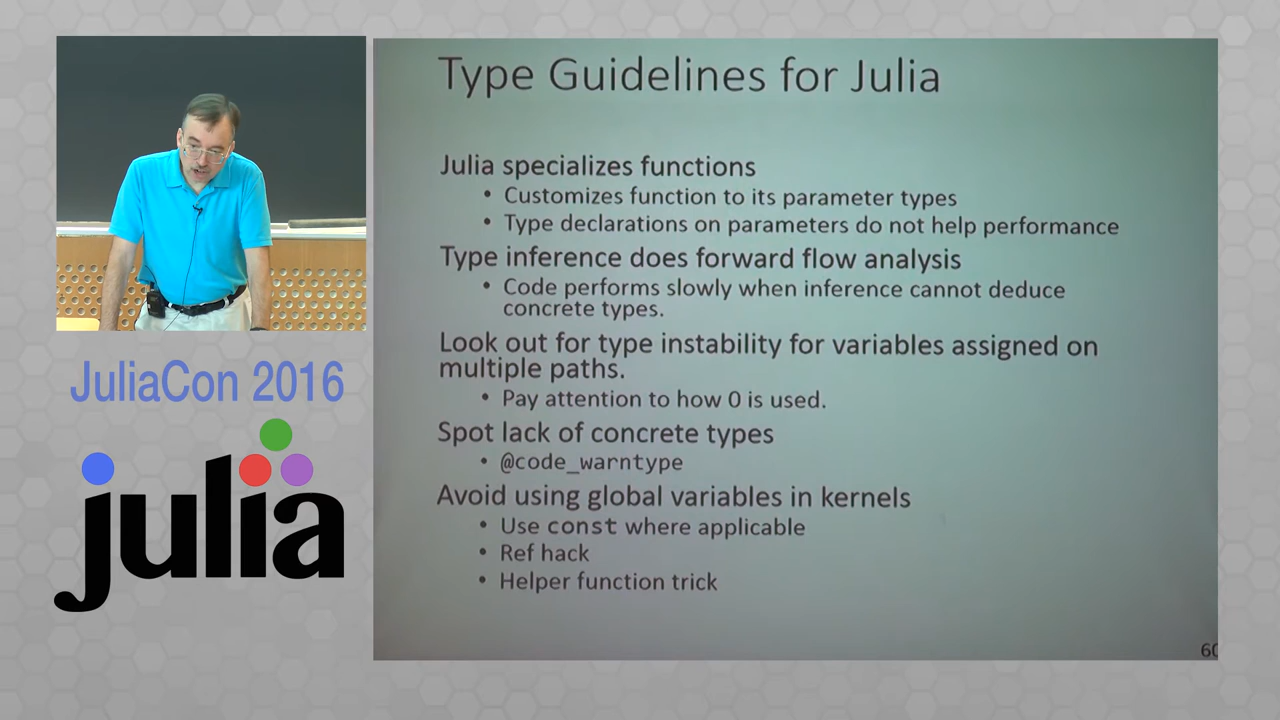 Type Guidelines for Julia
Julia specializes functions
• Customizes function to its parameter types
• Type declarations on parameters do not help performance
Type inference does forward flow analysis
• Code performs slowly when inference cannot deduce
concrete types.
Look out for type instability for variables assigned on
multiple paths.
• Pay attention to how 0 is used.
Spot lack of concrete types
• @code_warntype
Avoid using global variables in kernels
• Use const where applicable
• Ref hack
• Helper function trick
60
JuliaCon 2016
julia